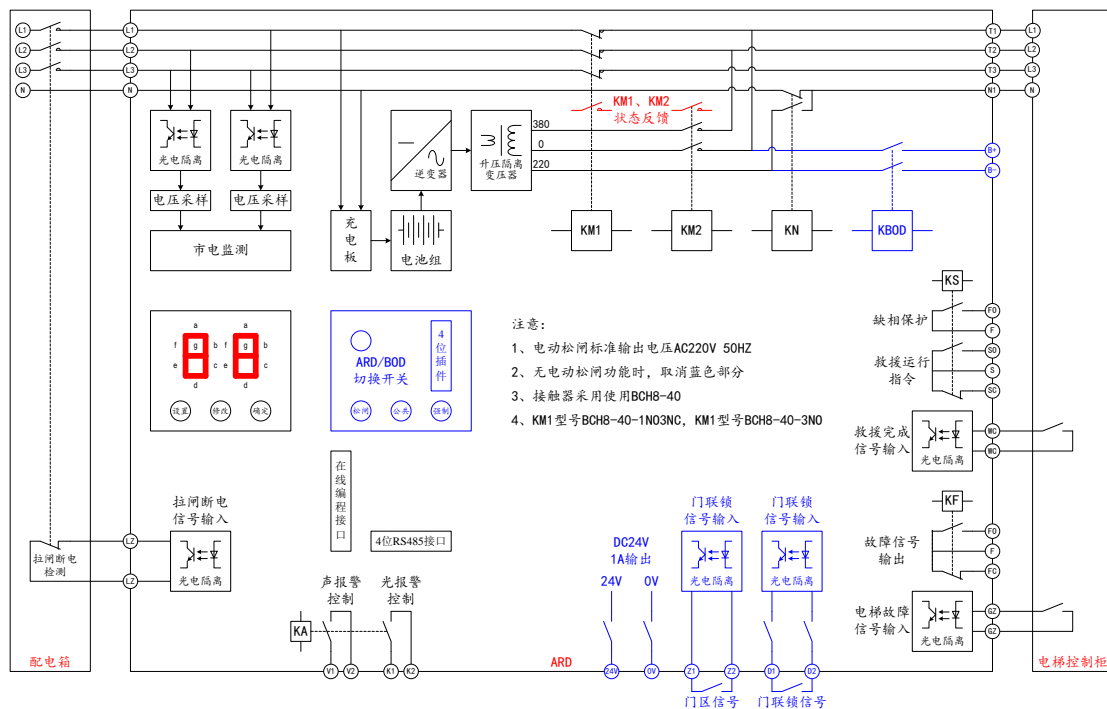 L1
L1
T1
L1
L2
L2
T2
L2
L3
L3
T3
L3
N
N
N1
N
KM1、KM2
状态反馈
380
0
220
B+
B-
光电隔离
光电隔离
逆变器
升压隔离
变压器
电压采样
电压采样
市电监测
充电板
电池组
KM1
KM2
KN
KBOD
a
f
g
b
e
c
d
a
f
g
b
e
c
d
设置
修改
确定
ARD/BOD
切换开关
4位插件
松闸
公共
强制
注意：
1、电动松闸标准输出电压AC220V 50HZ
2、无电动松闸功能时，取消蓝色部分
3、接触器采用使用BCH8-40
4、KM1型号BCH8-40-1NO3NC，KM1型号BCH8-40-3NO
KS
缺相保护
FO
F
救援运行
指令
SO
S
SC
救援完成
信号输入
光电隔离
MC
MC
KF
故障信号
输出
FO
F
FC
电梯故障
信号输入
光电隔离
GZ
GZ
在线编程接口
4位RS485接口
拉闸断电
信号输入
光电隔离
LZ
LZ
拉闸断电
检测
声报警
控制
光报警
控制
KA
V1
V2
K1
K2
DC24V
1A输出
24V
0V
24V
0V
门联锁
信号输入
光电隔离
门联锁
信号输入
光电隔离
Z1
Z2
D1
D2
门区信号
门联锁信号
配电箱
ARD
电梯控制柜